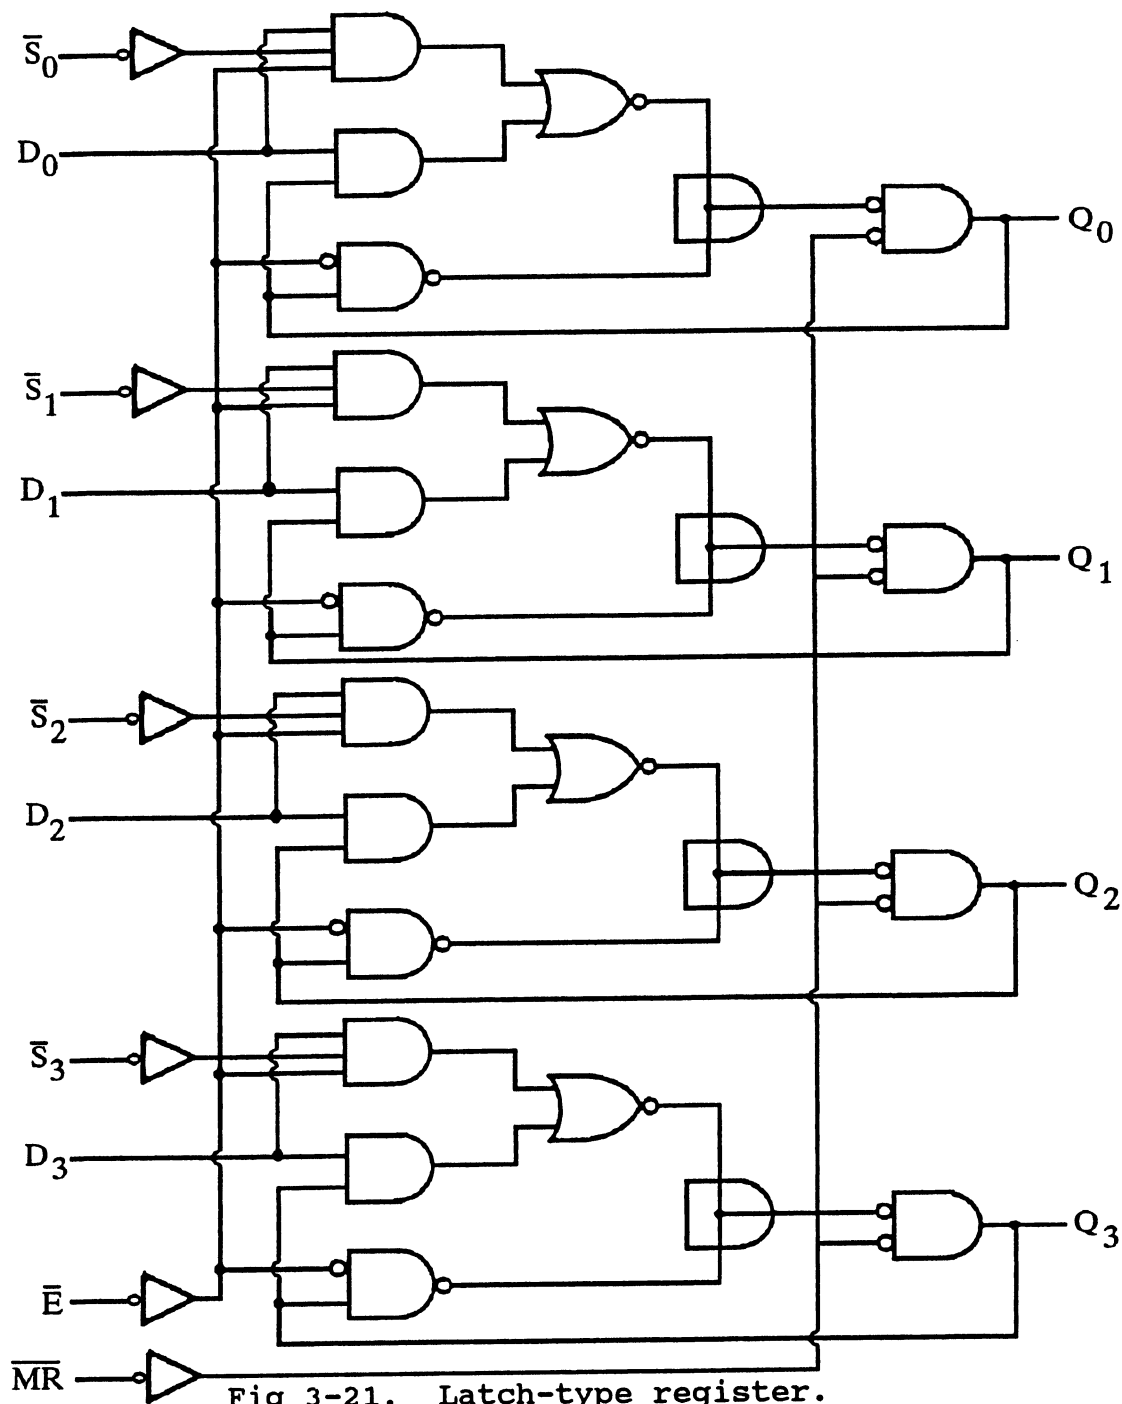 S̅0
D0
Q0
S̅1
D1
Q1
S̅2
D2
Q2
S̅3
D3
Q3
E̅
M̅R̅
Fig 3-21. Latch-type register.